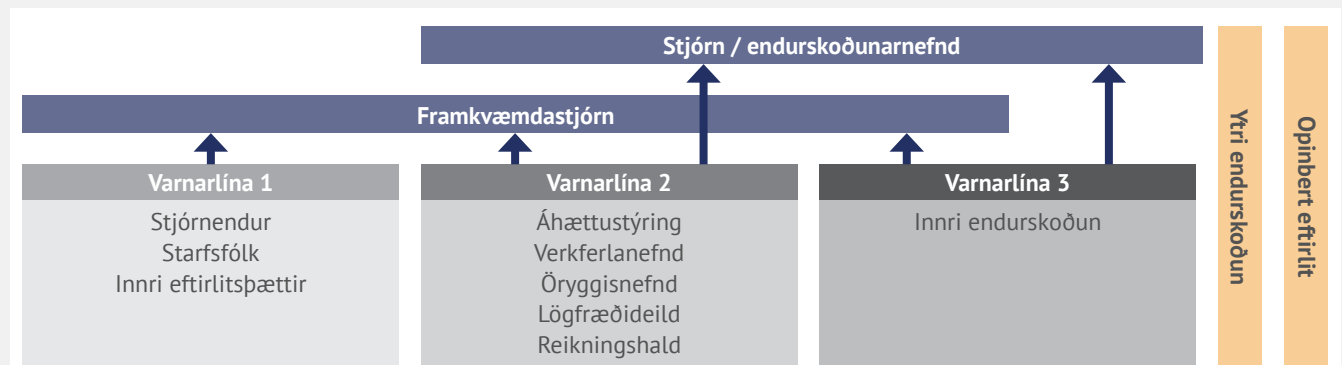 Stjórn / endurskoðunarnefnd
Framkvæmdastjórn
Varnarlína 1
Stjórnendur
Starfsfólk
Innri eftirlitsþættir
Varnarlína 2
Áhættustýring
Verkferlanefnd
Öryggisnefnd
Lögfræðideild
Reikningshald
Varnarlína 3
Innri endurskoðun
Ytri endurskoðun
Opinbert eftirlit